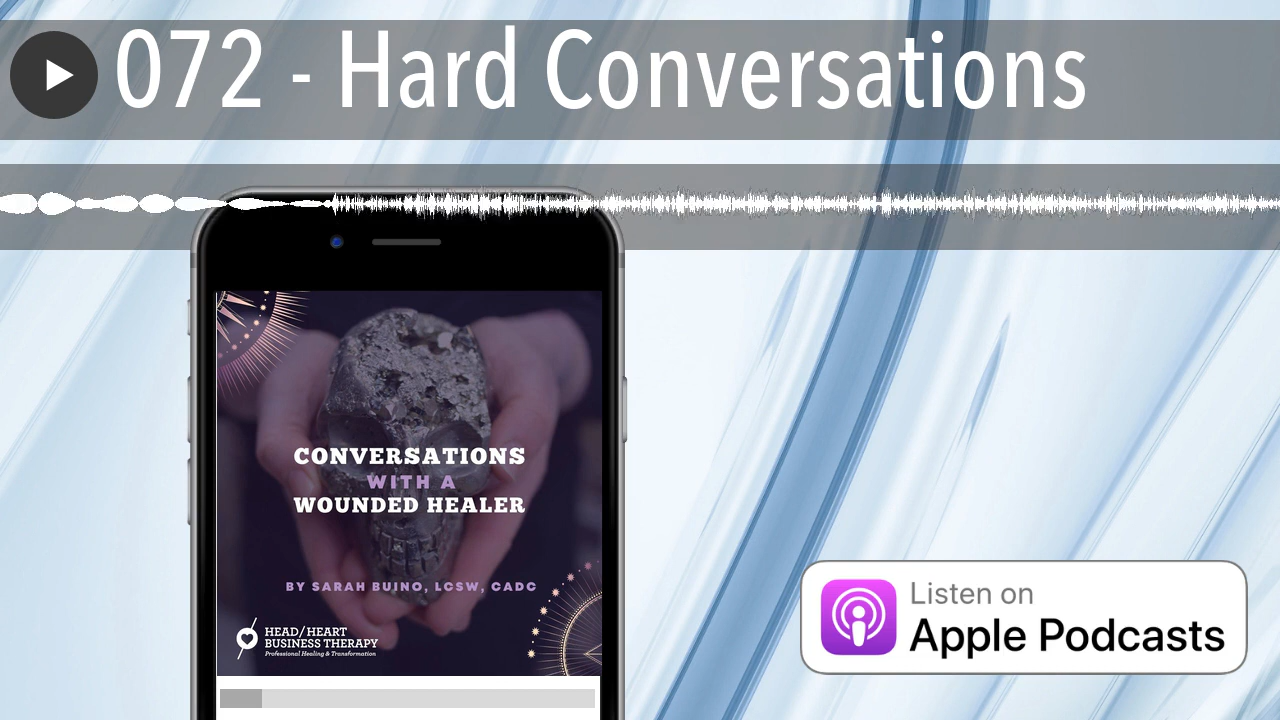 072 - Hard Conversations
CONVERSATIONS
WITH A
WOUNDED HEALER
BY SARAH BUINO, LCSW, CADC
HEAD/HEART
BUSINESS THERAPY
Professional Healing & Transformation
Listen on
Apple Podcasts